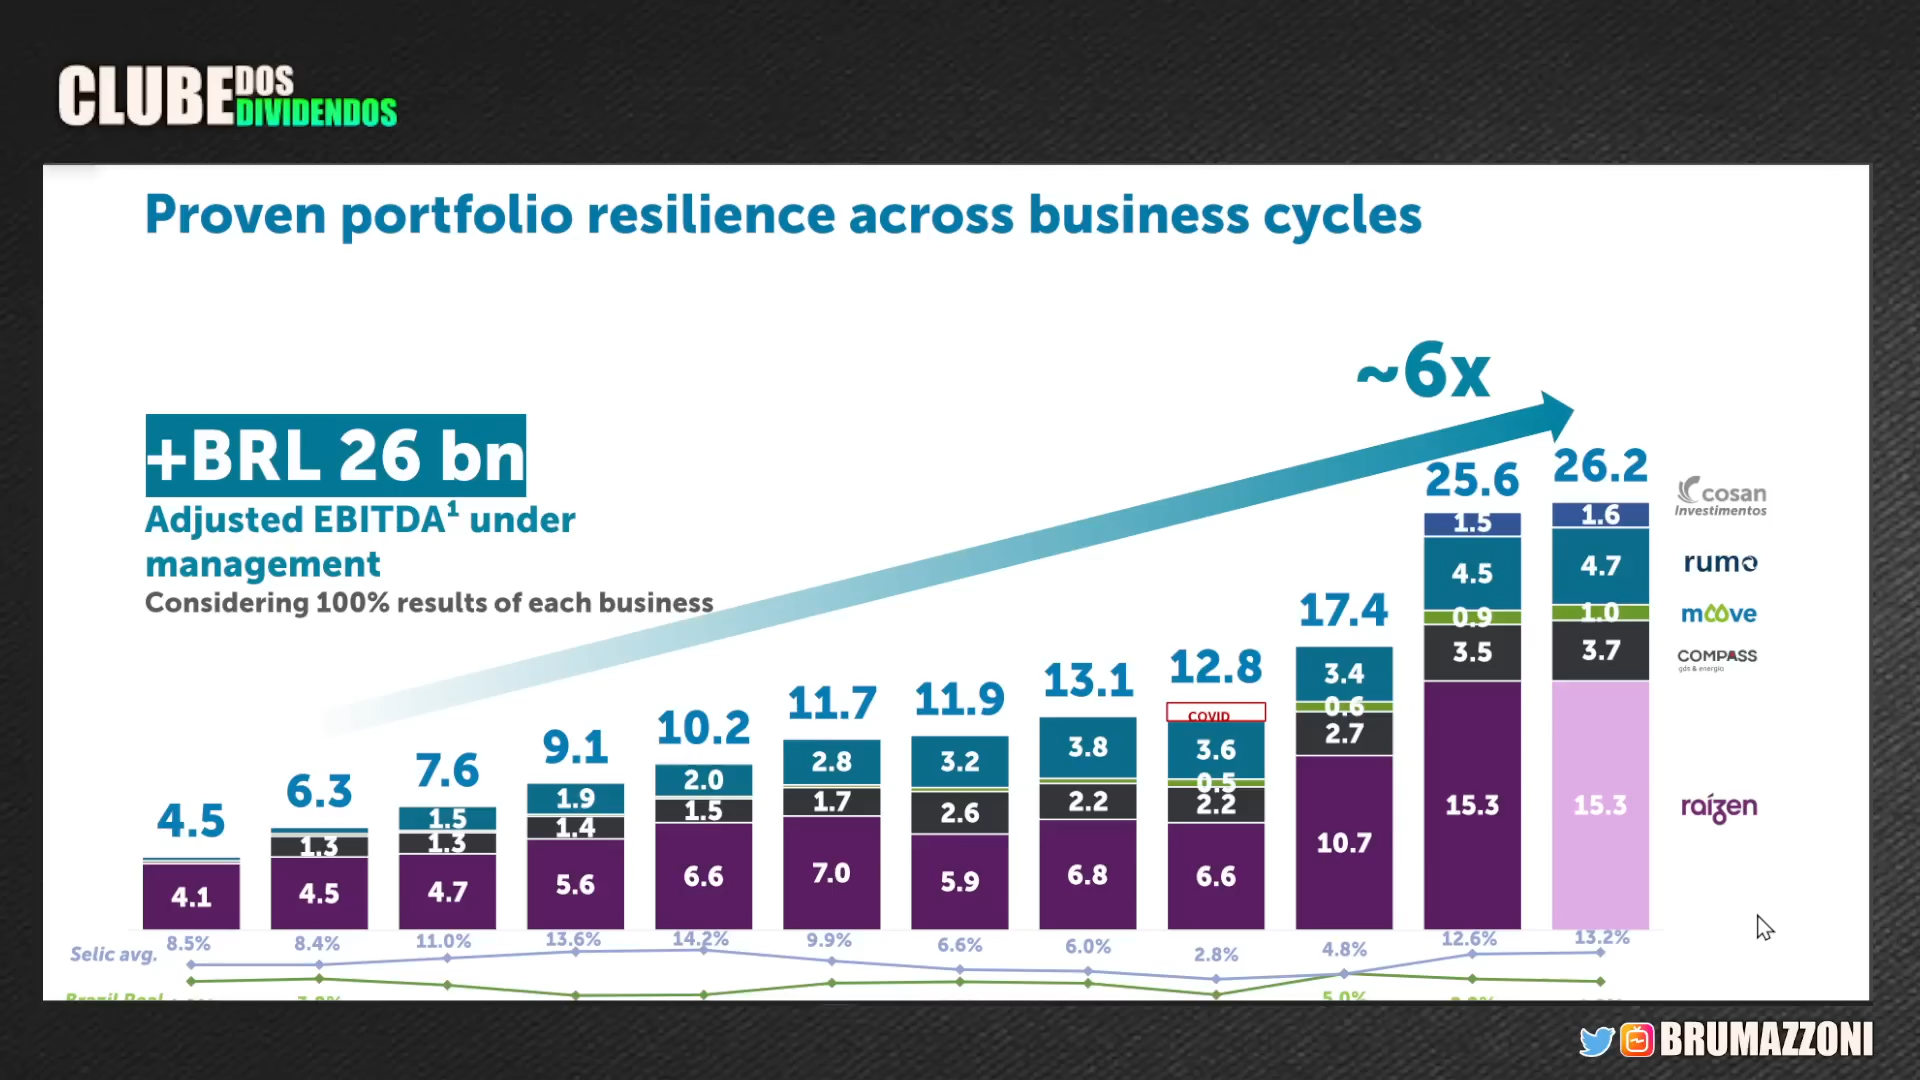 CLUBE DOS
DIVIDENDOS
Proven portfolio resilience across business cycles
~6x
+BRL 26 bn
Adjusted EBITDA¹ under
management
Considering 100% results of each business
4.5 6.3 7.6 9.1 10.2 11.7 11.9 13.1 12.8 17.4 25.6 26.2
COVID
1.5 1.6
1.5 1.9 2.0 2.8 3.2 3.8 3.6 3.4 4.5 4.7
0.5 0.6 0.9 1.0
1.3 1.3 1.4 1.5 1.7 2.6 2.2 2.2 2.7 3.5 3.7
4.1 4.5 4.7 5.6 6.6 7.0 5.9 6.8 6.6 10.7 15.3 15.3
cosan
Investimentos
rumo
moove
COMPASS
gás & energia
raízen
Selic avg. 8.5% 8.4% 11.0% 13.6% 14.2% 9.9% 6.6% 6.0% 2.8% 4.8% 12.6% 13.2%
Brazil Real 5.0%
BRUMAZZONI